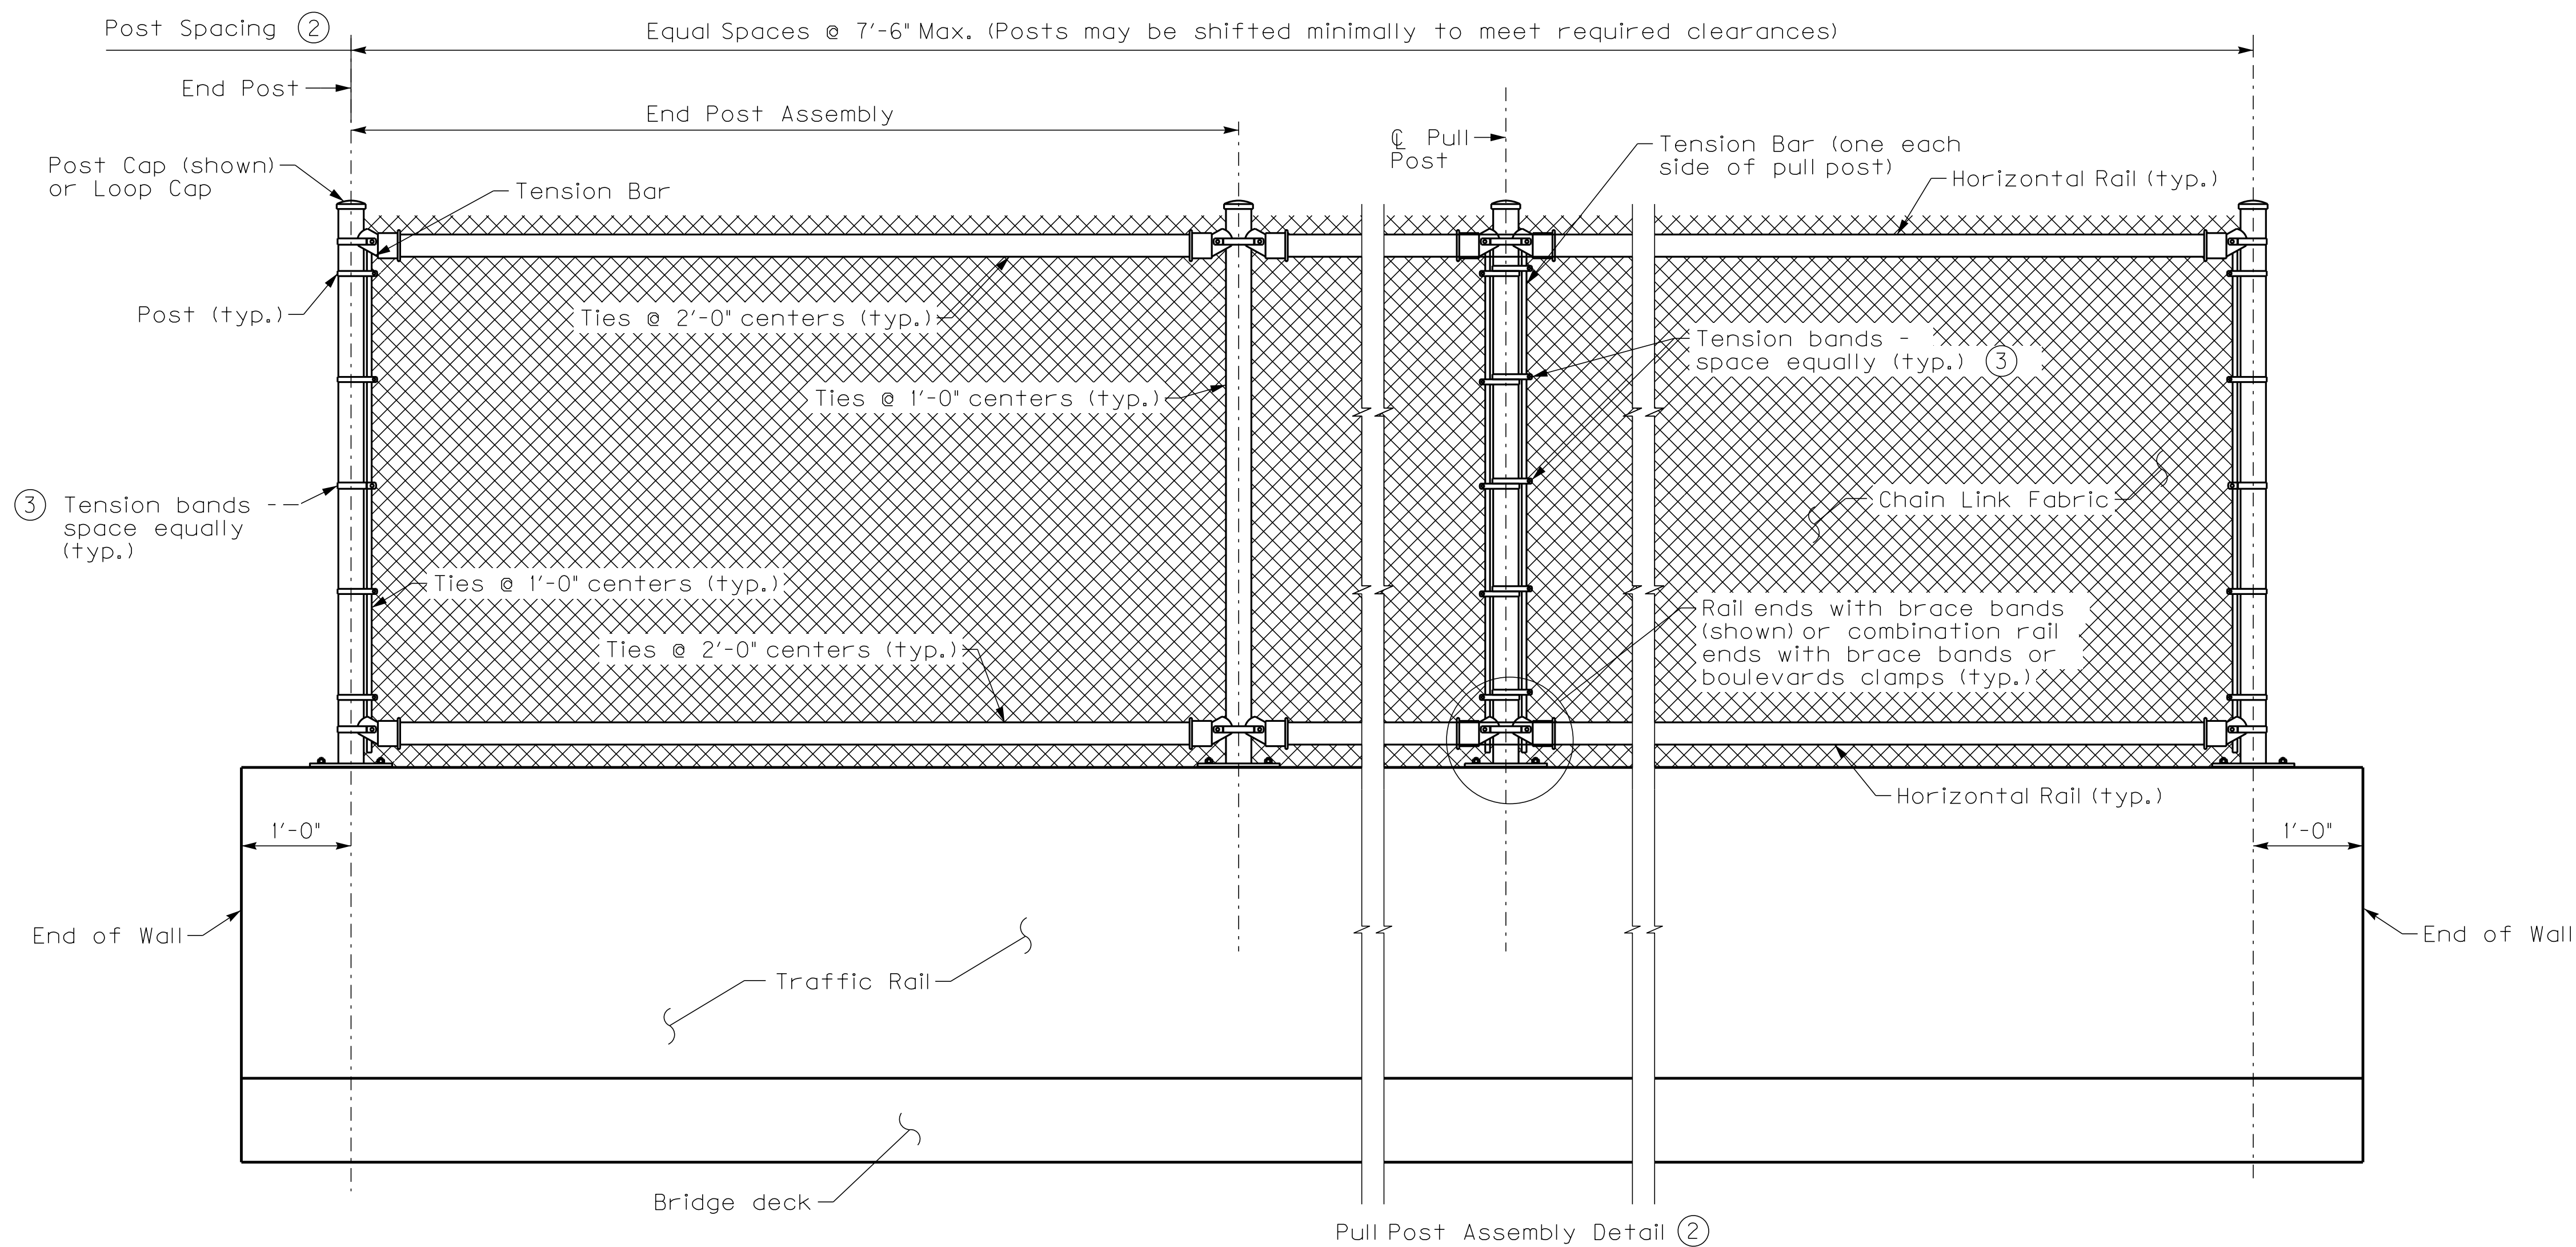 Post Spacing ②
Equal Spaces @ 7'-6" Max. (Posts may be shifted minimally to meet required clearances)
End Post
End Post Assembly
℄ Pull
Post
Tension Bar (one each
side of pull post)
Post Cap (shown)
or Loop Cap
Tension Bar
Horizontal Rail (typ.)
Post (typ.)
Ties @ 2'-0" centers (typ.)
Tension bands -
space equally (typ.) ③
Ties @ 1'-0" centers (typ.)
Chain Link Fabric
③ Tension bands -
space equally
(typ.)
Ties @ 1'-0" centers (typ.)
Rail ends with brace bands
(shown) or combination rail
ends with brace bands or
boulevards clamps (typ.)
Ties @ 2'-0" centers (typ.)
Horizontal Rail (typ.)
1'-0"
1'-0"
End of Wall
End of Wall
Traffic Rail
Bridge deck
Pull Post Assembly Detail ②